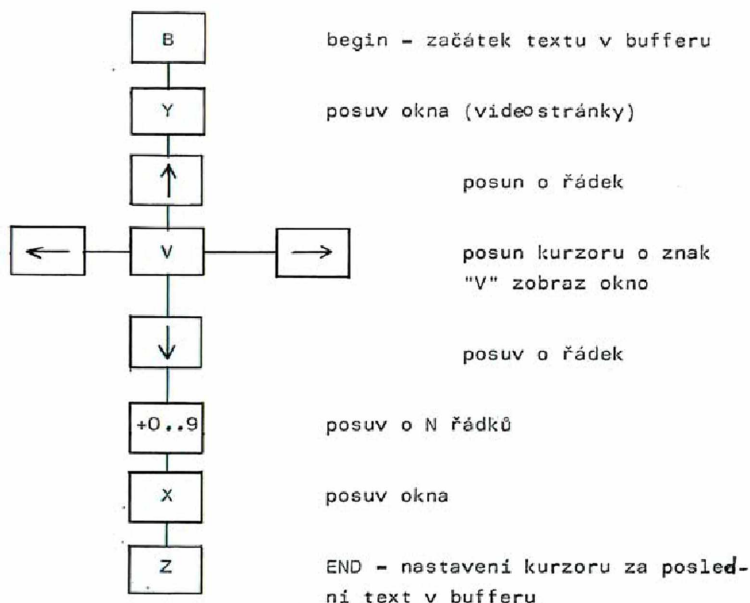 B begin - začátek textu v bufferu
Y posuv okna (videostránky)
↑ posun o řádek
← V → posun kurzoru o znak
"V" zobraz okno
↓ posuv o řádek
+0..9 posuv o N řádků
X posuv okna
Z END - nastavení kurzoru za posled-
ní text v bufferu